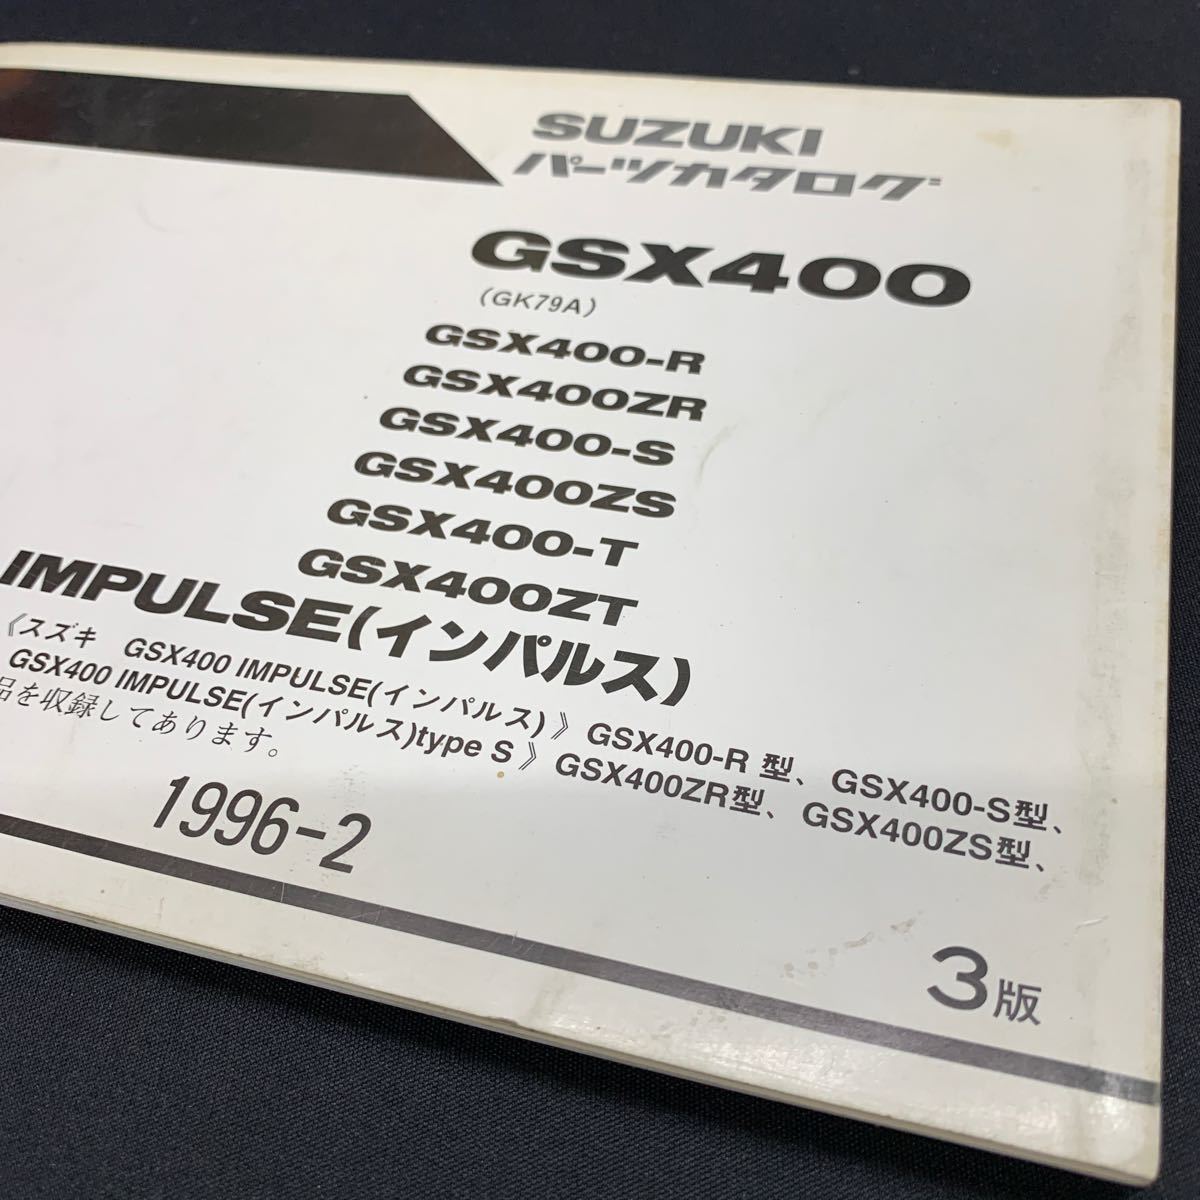 SUZUKI
パーツカタログ
GSX400
(GK79A)
GSX400-R
GSX400ZR
GSX400-S
GSX400ZS
GSX400-T
GSX400ZT
IMPULSE(インパルス)
《スズキ GSX400 IMPULSE(インパルス)》GSX400-R 型、GSX400-S型、
GSX400 IMPULSE(インパルス)type S》GSX400ZR型、GSX400ZS型、
品を収録してあります。
1996-2
3版